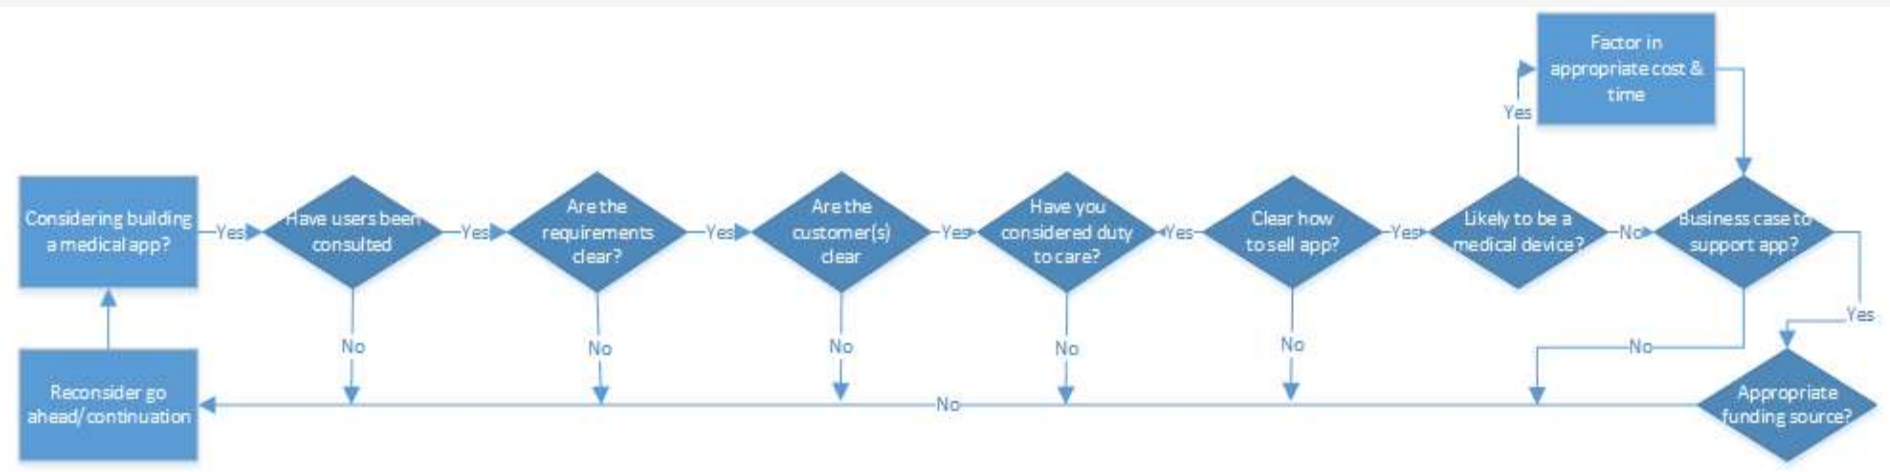 Factor in
appropriate cost &
time
Yes
Considering building
a medical app?
Yes
Have users been
consulted
Yes
Are the
requirements
clear?
Yes
Are the
customer(s)
clear
Yes
Have you
considered duty
to care?
Yes
Clear how
to sell app?
Yes
Likely to be a
medical device?
No
Business case to
support app?
Yes
No
No
No
No
No
No
Reconsider go
ahead/continuation
No
Appropriate
funding source?